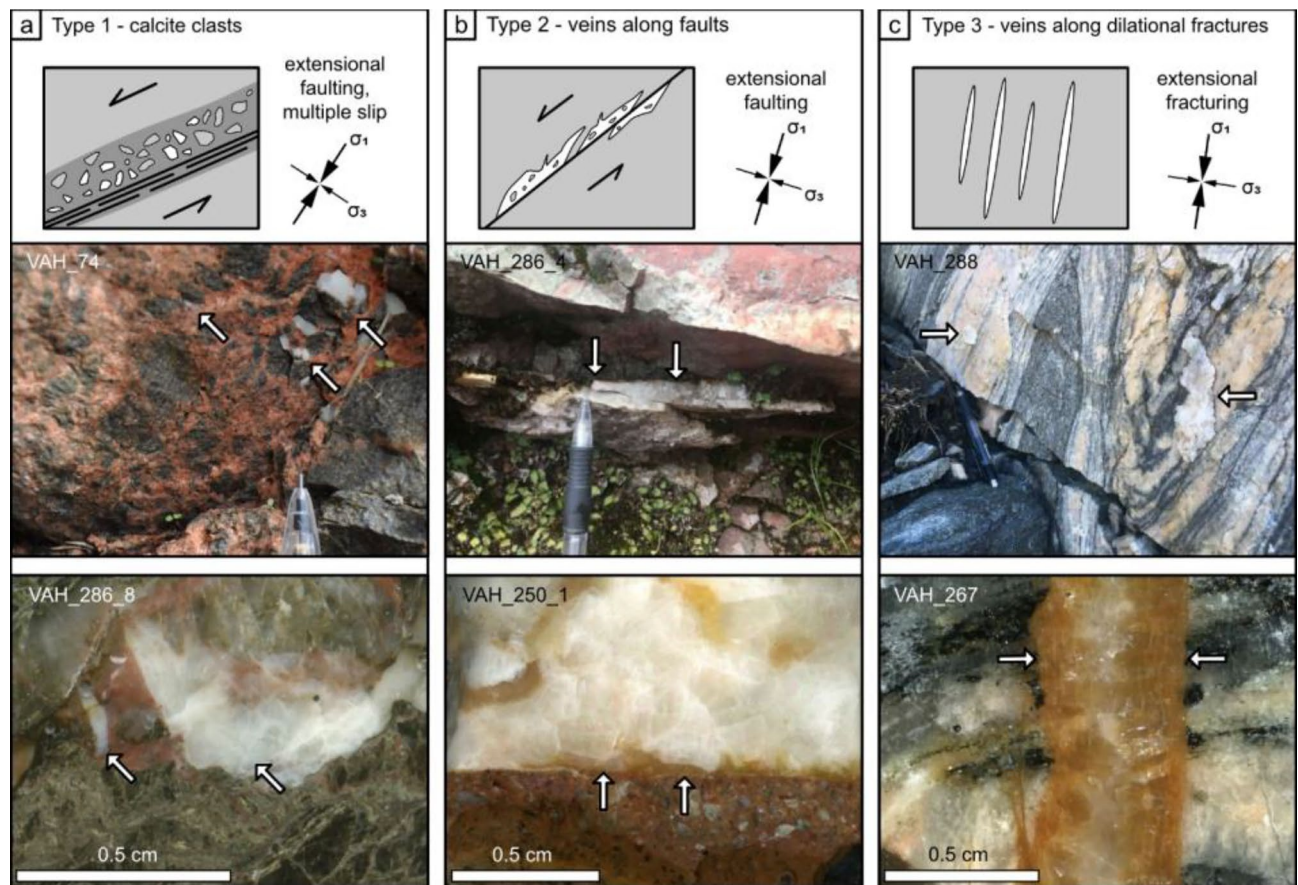 a Type 1 - calcite clasts
extensional
faulting,
multiple slip
σ₁
σ₃
VAH_74
VAH_286_8
0.5 cm
b Type 2 - veins along faults
extensional
faulting
σ₁
σ₃
VAH_286_4
VAH_250_1
0.5 cm
c Type 3 - veins along dilational fractures
extensional
fracturing
σ₁
σ₃
VAH_288
VAH_267
0.5 cm